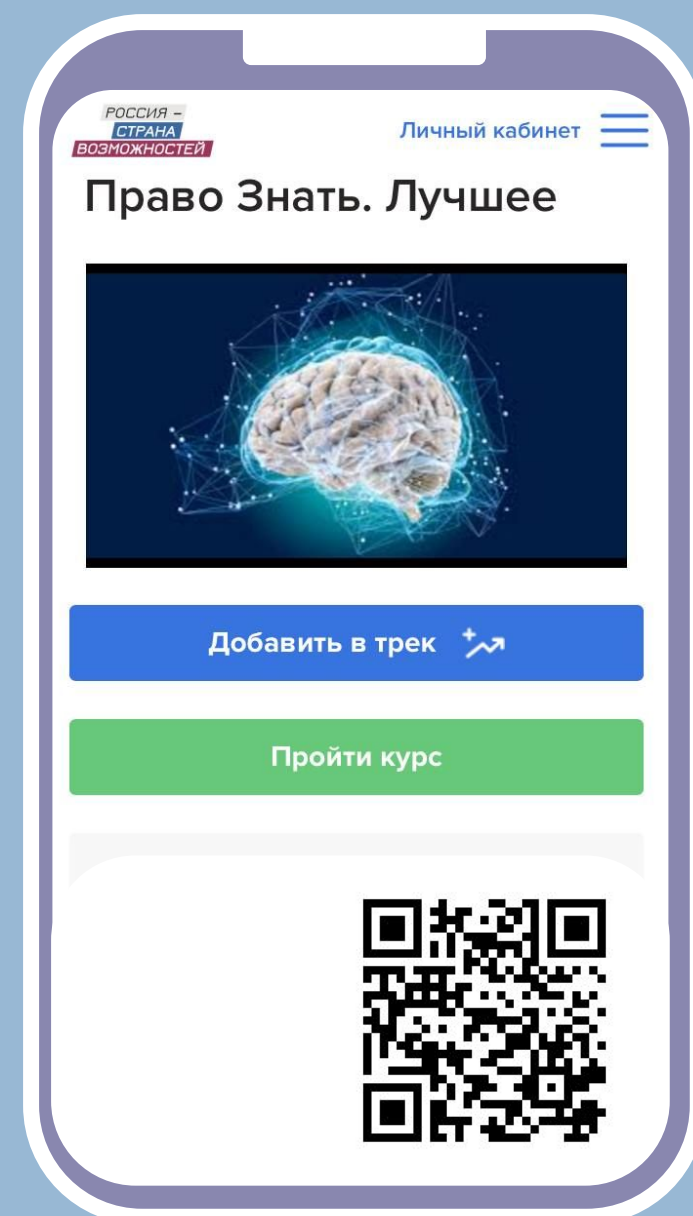 РОССИЯ –
СТРАНА
ВОЗМОЖНОСТЕЙ
Личный кабинет
Право Знать. Лучшее
Добавить в трек
Пройти курс